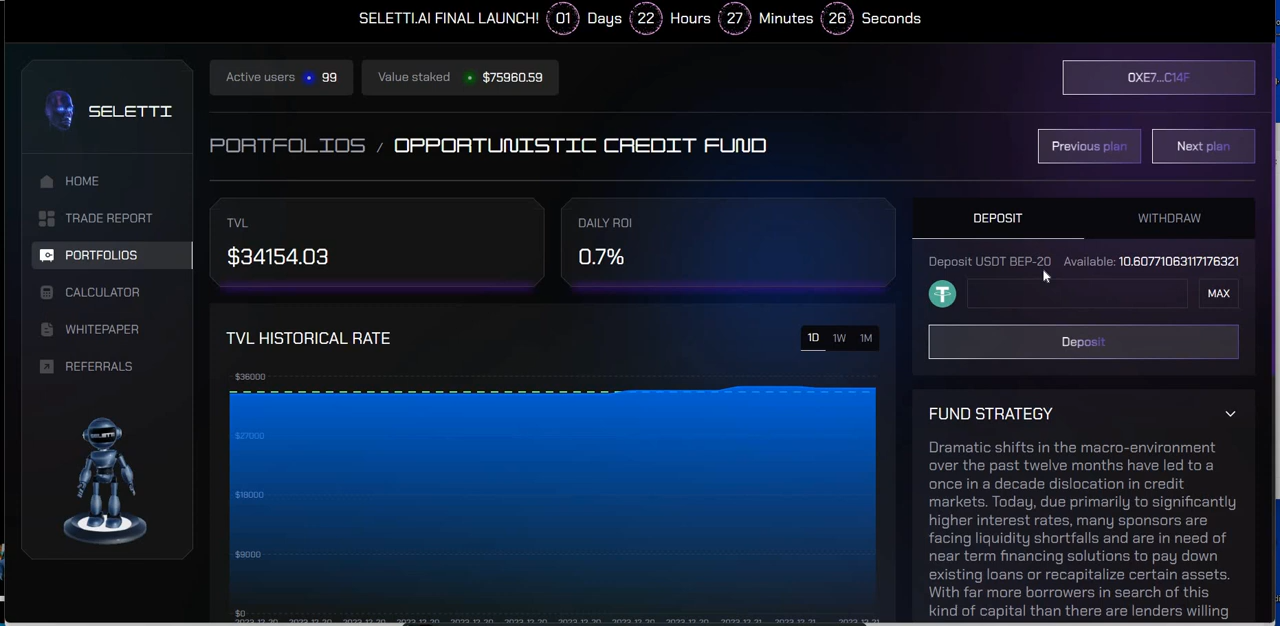 SELETTI.AI FINAL LAUNCH! 01 Days 22 Hours 27 Minutes 26 Seconds
Active users 99 Value staked $75960.59 0XE7...C14F
SELETTI
PORTFOLIOS / OPPORTUNISTIC CREDIT FUND Previous plan Next plan
HOME
TRADE REPORT
PORTFOLIOS
CALCULATOR
WHITEPAPER
REFERRALS
SELETTI
TVL
$34154.03
DAILY ROI
0.7%
DEPOSIT WITHDRAW
Deposit USDT BEP-20 Available: 10.60771063117176321
MAX
Deposit
TVL HISTORICAL RATE 1D 1W 1M
$36000
$27000
$18000
$9000
$0
FUND STRATEGY
Dramatic shifts in the macro-environment
over the past twelve months have led to a
once in a decade dislocation in credit
markets. Today, due primarily to significantly
higher interest rates, many sponsors are
facing liquidity shortfalls and are in need of
near term financing solutions to pay down
existing loans or recapitalize certain assets.
With far more borrowers in search of this
kind of capital than there are lenders willing